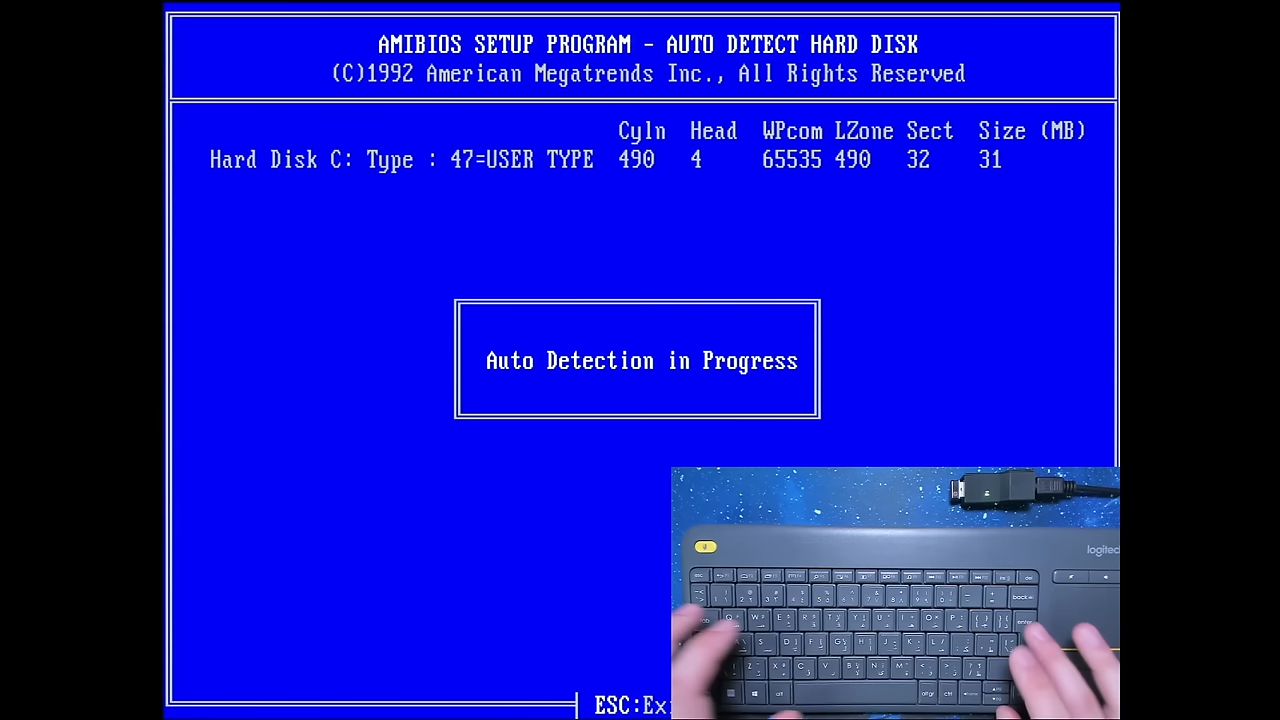 AMIBIOS SETUP PROGRAM - AUTO DETECT HARD DISK
(C)1992 American Megatrends Inc., All Rights Reserved
Cyln Head WPcom LZone Sect Size (MB)
Hard Disk C: Type : 47=USER TYPE 490 4 65535 490 32 31
Auto Detection in Progress
ESC:Ex
logitec